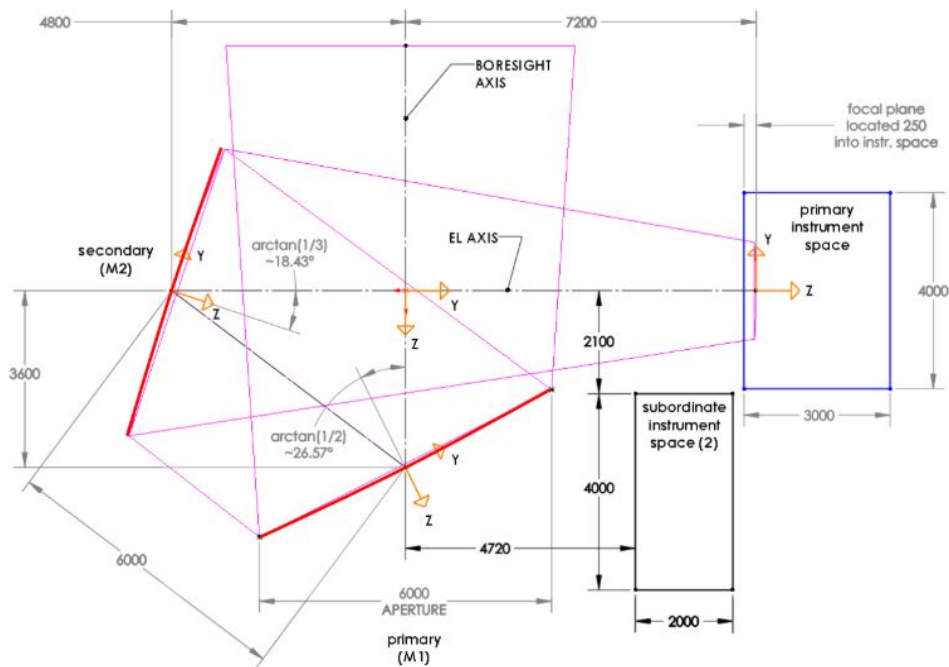 4800
7200
BORESIGHT
AXIS
focal plane
located 250
into instr. space
secondary
(M2)
Y
arctan(1/3)
~18.43°
EL AXIS
Y
primary
instrument
space
Z
Y
Z
Z
4000
3600
2100
arctan(1/2)
~26.57°
subordinate
instrument
space (2)
3000
Y
Z
4000
4720
6000
6000
APERTURE
2000
primary
(M1)